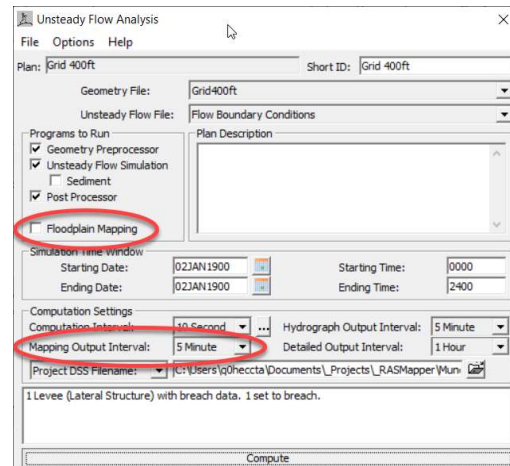 Unsteady Flow Analysis
File Options Help
Plan: Grid 400ft Short ID: Grid 400ft
Geometry File: Grid400ft
Unsteady Flow File: Flow Boundary Conditions
Programs to Run Plan Description
Geometry Preprocessor
Unsteady Flow Simulation
Sediment
Post Processor
Floodplain Mapping
Simulation Time Window
Starting Date: 02JAN1900 Starting Time: 0000
Ending Date: 02JAN1900 Ending Time: 2400
Computation Settings
Computation Interval: 10 Second ... Hydrograph Output Interval: 5 Minute
Mapping Output Interval: 5 Minute Detailed Output Interval: 1 Hour
Project DSS Filename: C:\Users\q0heccta\Documents\_Projects\_RASMapper\Mun
1 Levee (Lateral Structure) with breach data. 1 set to breach.
Compute